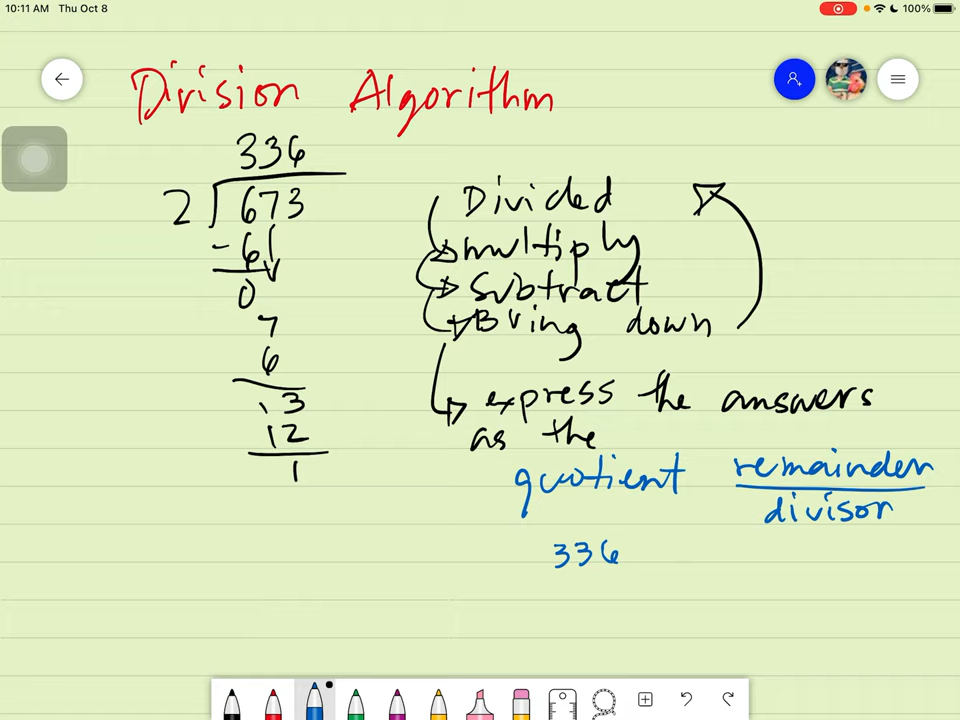 10:11 AM Thu Oct 8
100%
Division Algorithm
336
2 673
- 6
0
7
6
13
12
1
Divided
multiply
Subtract
Bring down
express the answers
as the
quotient remainder
divisor
336